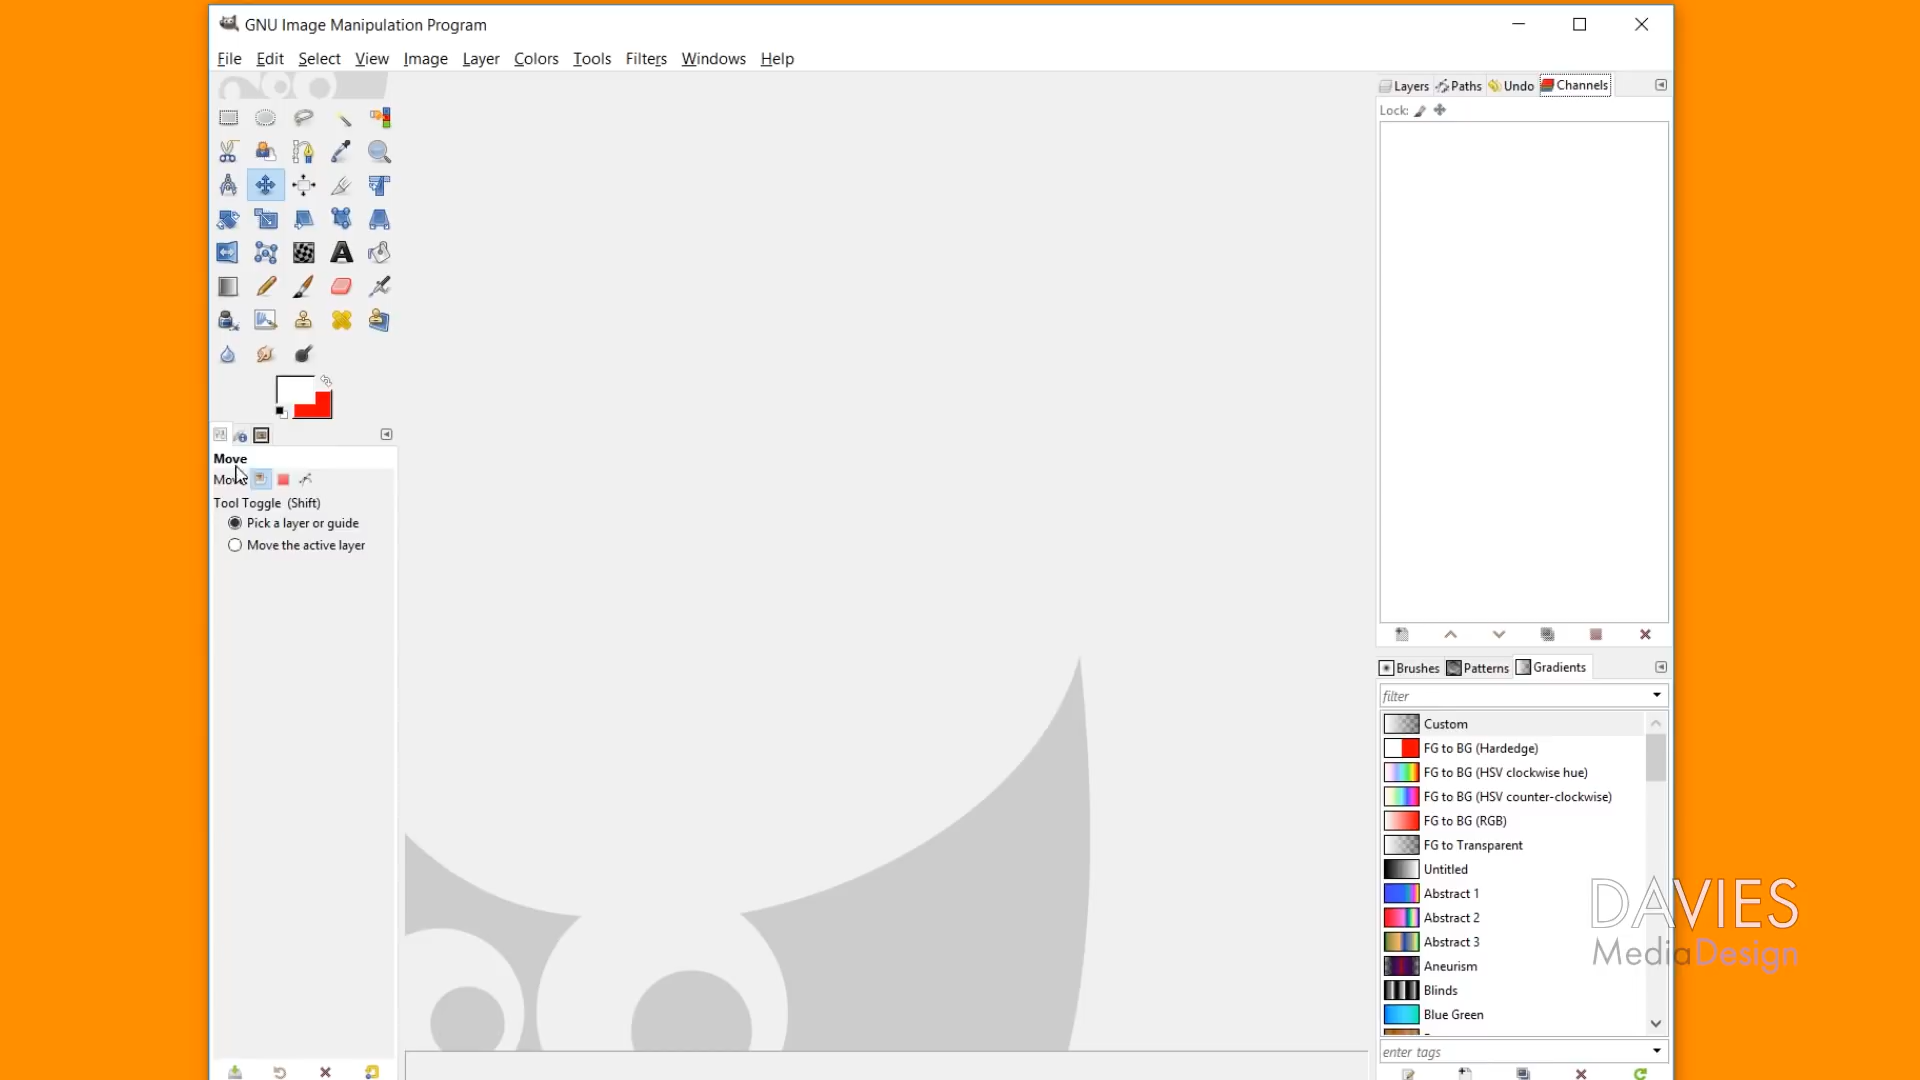 GNU Image Manipulation Program
File Edit Select View Image Layer Colors Tools Filters Windows Help
Layers Paths Undo Channels
Lock:
Move
Tool Toggle (Shift)
Pick a layer or guide
Move the active layer
Brushes Patterns Gradients
filter
Custom
FG to BG (Hardedge)
FG to BG (HSV clockwise hue)
FG to BG (HSV counter-clockwise)
FG to BG (RGB)
FG to Transparent
Untitled
Abstract 1
Abstract 2
Abstract 3
Aneurism
Blinds
Blue Green
enter tags
DAVIES
Media Design